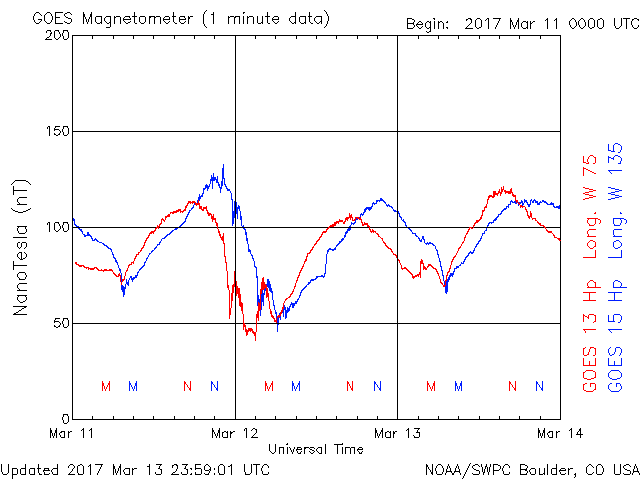 GOES Magnetometer (1 minute data)
Begin: 2017 Mar 11 0000 UTC
200
150
100
50
0
NanoTesla (nT)
M M N N M M N N M M N N
Mar 11 Mar 12 Mar 13 Mar 14
Universal Time
GOES 13 Hp Long. W 75
GOES 15 Hp Long. W 135
Updated 2017 Mar 13 23:59:01 UTC
NOAA/SWPC Boulder, CO USA